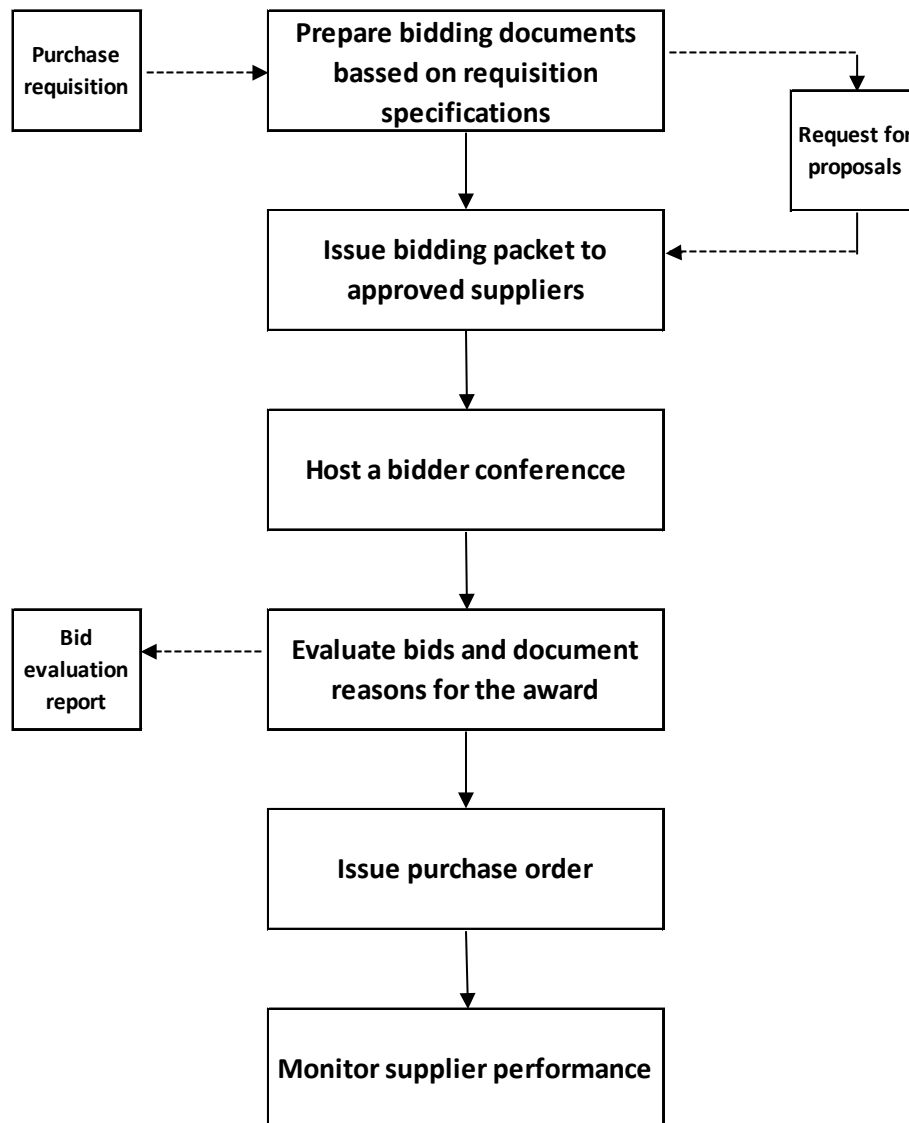 Purchase
requisition
Prepare bidding documents
bassed on requisition
specifications
Request for
proposals
Issue bidding packet to
approved suppliers
Host a bidder conferencce
Bid
evaluation
report
Evaluate bids and document
reasons for the award
Issue purchase order
Monitor supplier performance